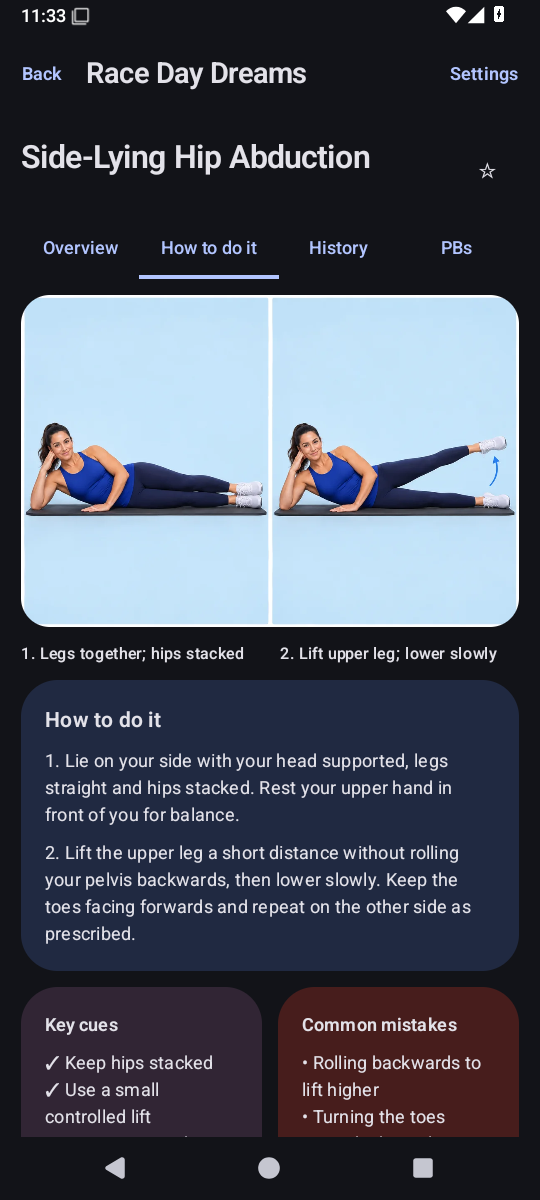 11:33
Back Race Day Dreams Settings
Side-Lying Hip Abduction
☆
Overview How to do it History PBs
1. Legs together; hips stacked
2. Lift upper leg; lower slowly
How to do it
1. Lie on your side with your head supported, legs
straight and hips stacked. Rest your upper hand in
front of you for balance.
2. Lift the upper leg a short distance without rolling
your pelvis backwards, then lower slowly. Keep the
toes facing forwards and repeat on the other side as
prescribed.
Key cues
✓ Keep hips stacked
✓ Use a small
controlled lift
Common mistakes
• Rolling backwards to
lift higher
• Turning the toes